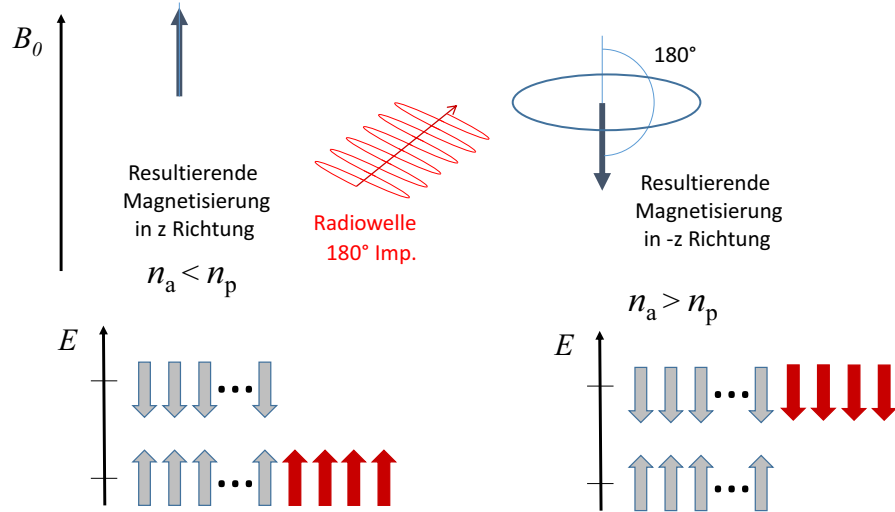 B₀
180°
Resultierende
Magnetisierung
in z Richtung
Radiowelle
180° Imp.
Resultierende
Magnetisierung
in -z Richtung
nₐ < nₚ
nₐ > nₚ
E
E